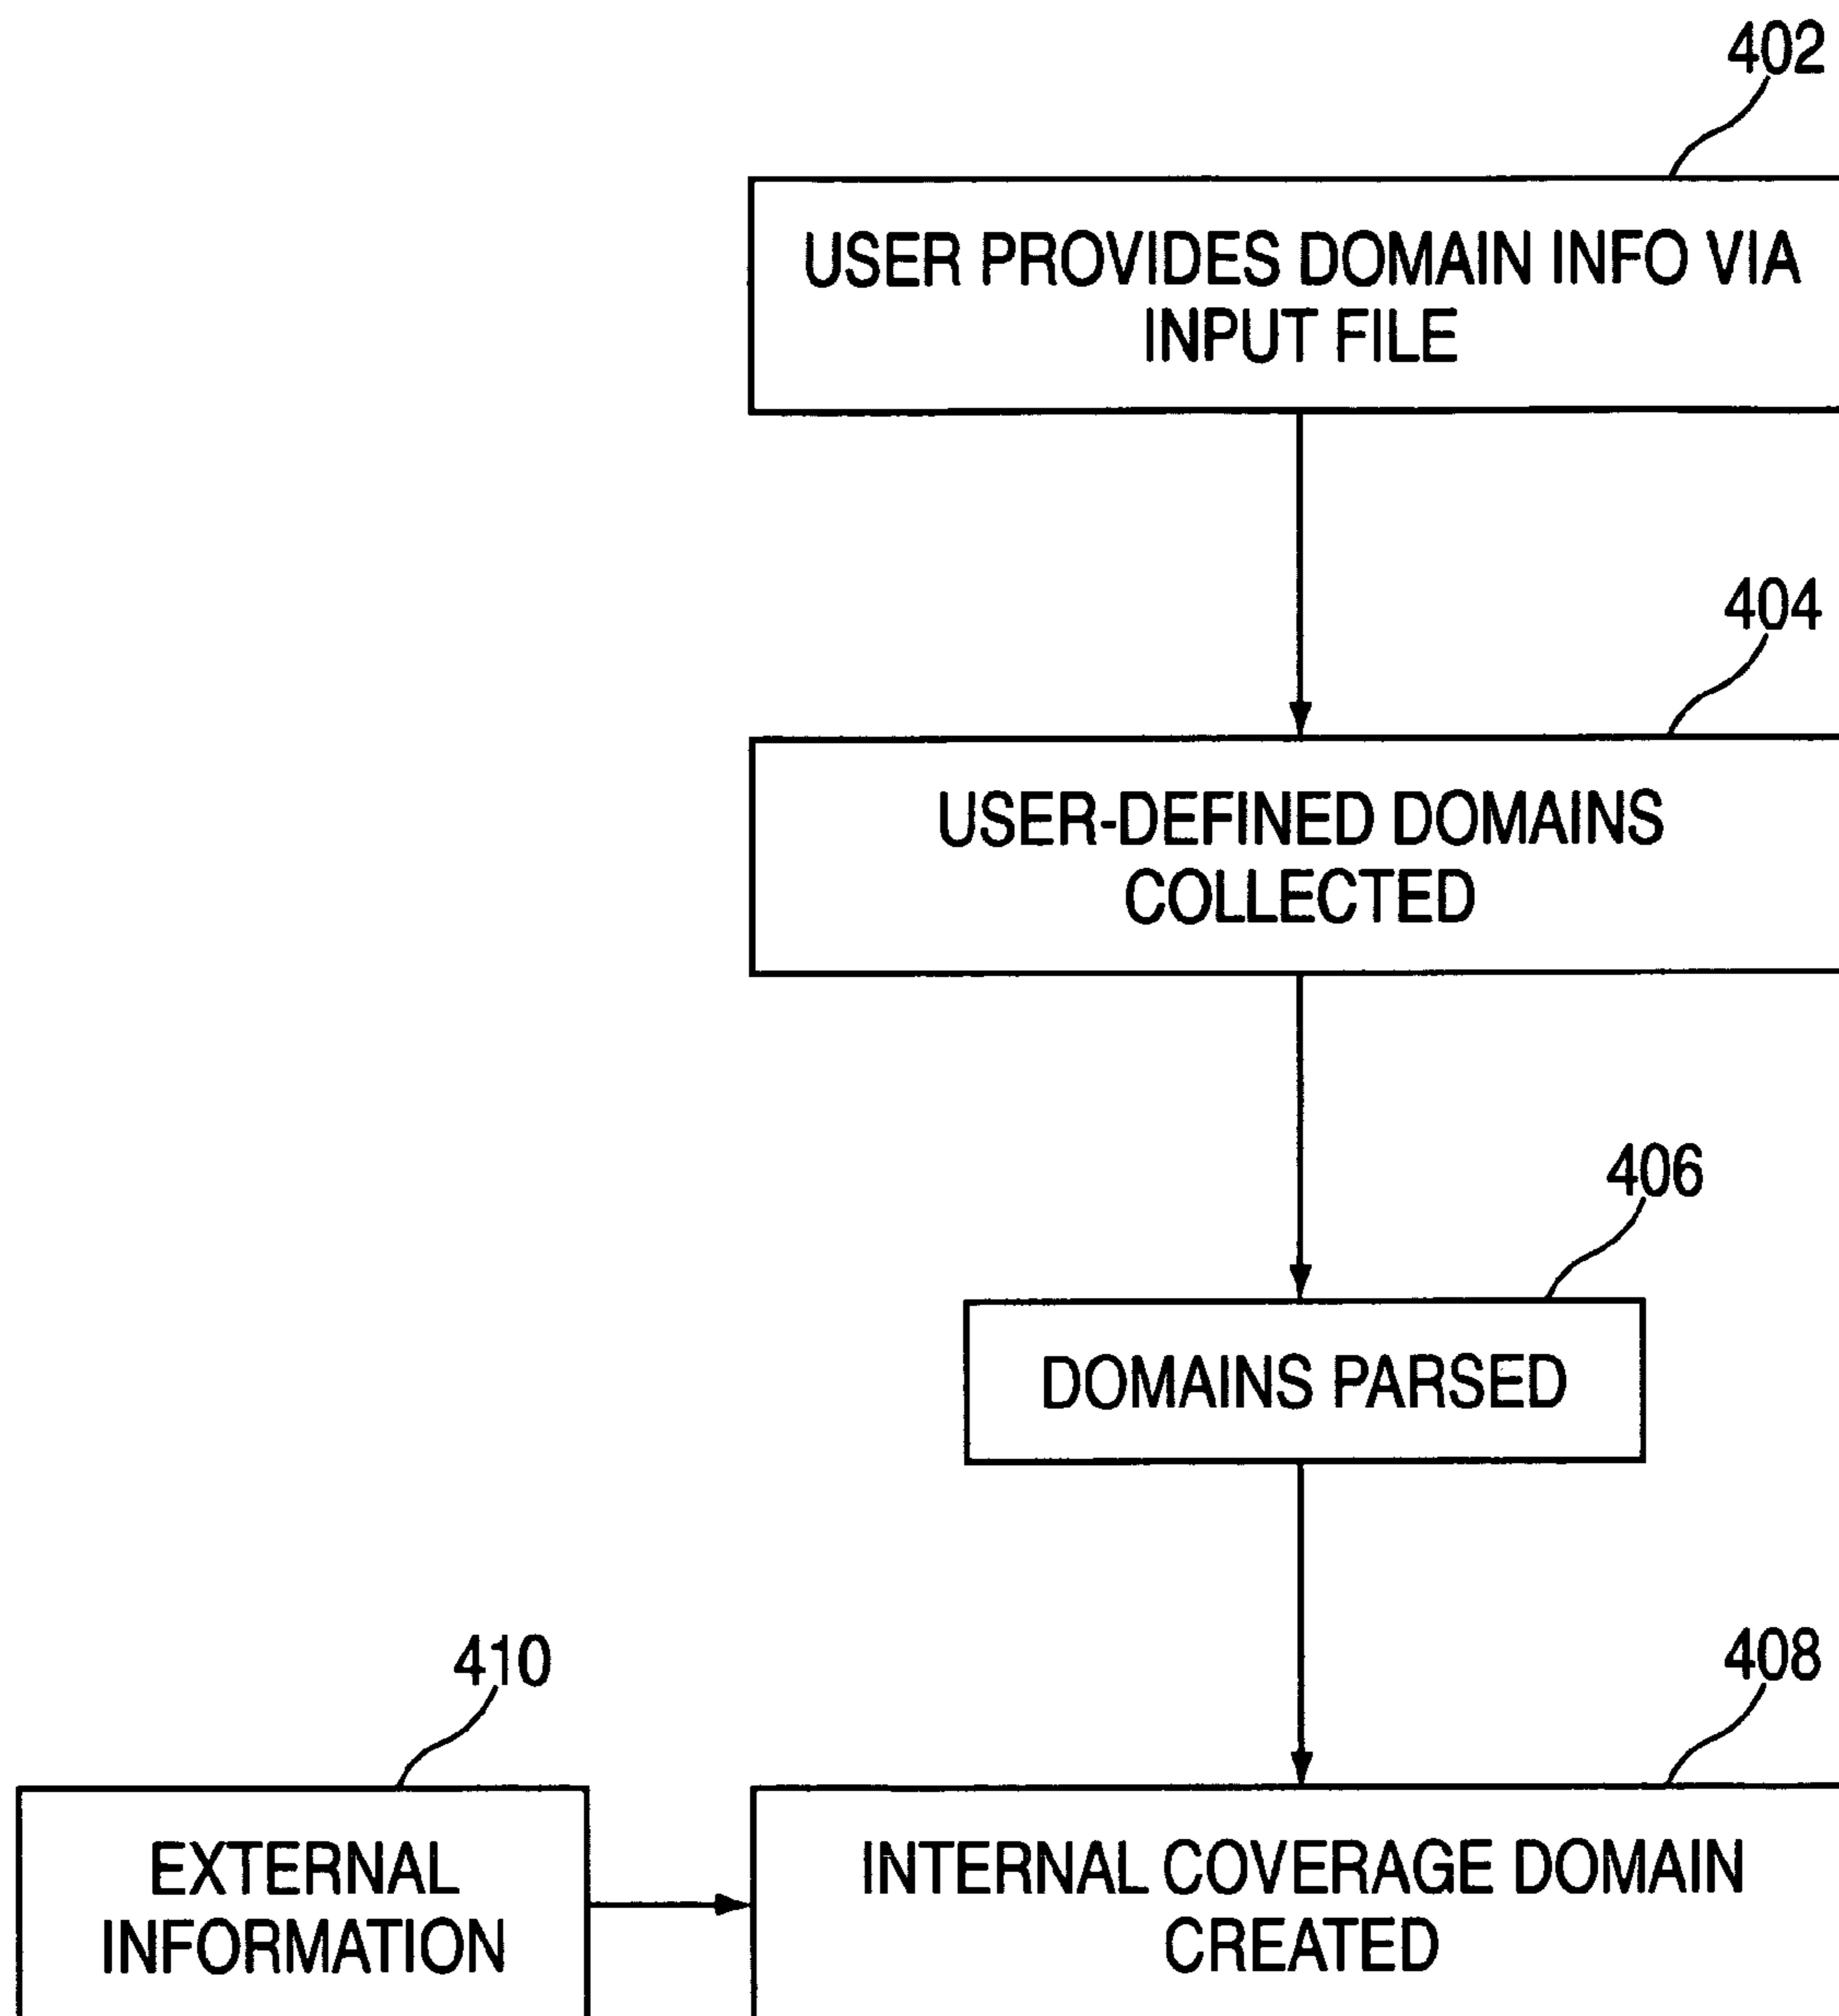 402
USER PROVIDES DOMAIN INFO VIA
INPUT FILE
404
USER-DEFINED DOMAINS
COLLECTED
406
DOMAINS PARSED
410
408
EXTERNAL
INFORMATION
INTERNAL COVERAGE DOMAIN
CREATED